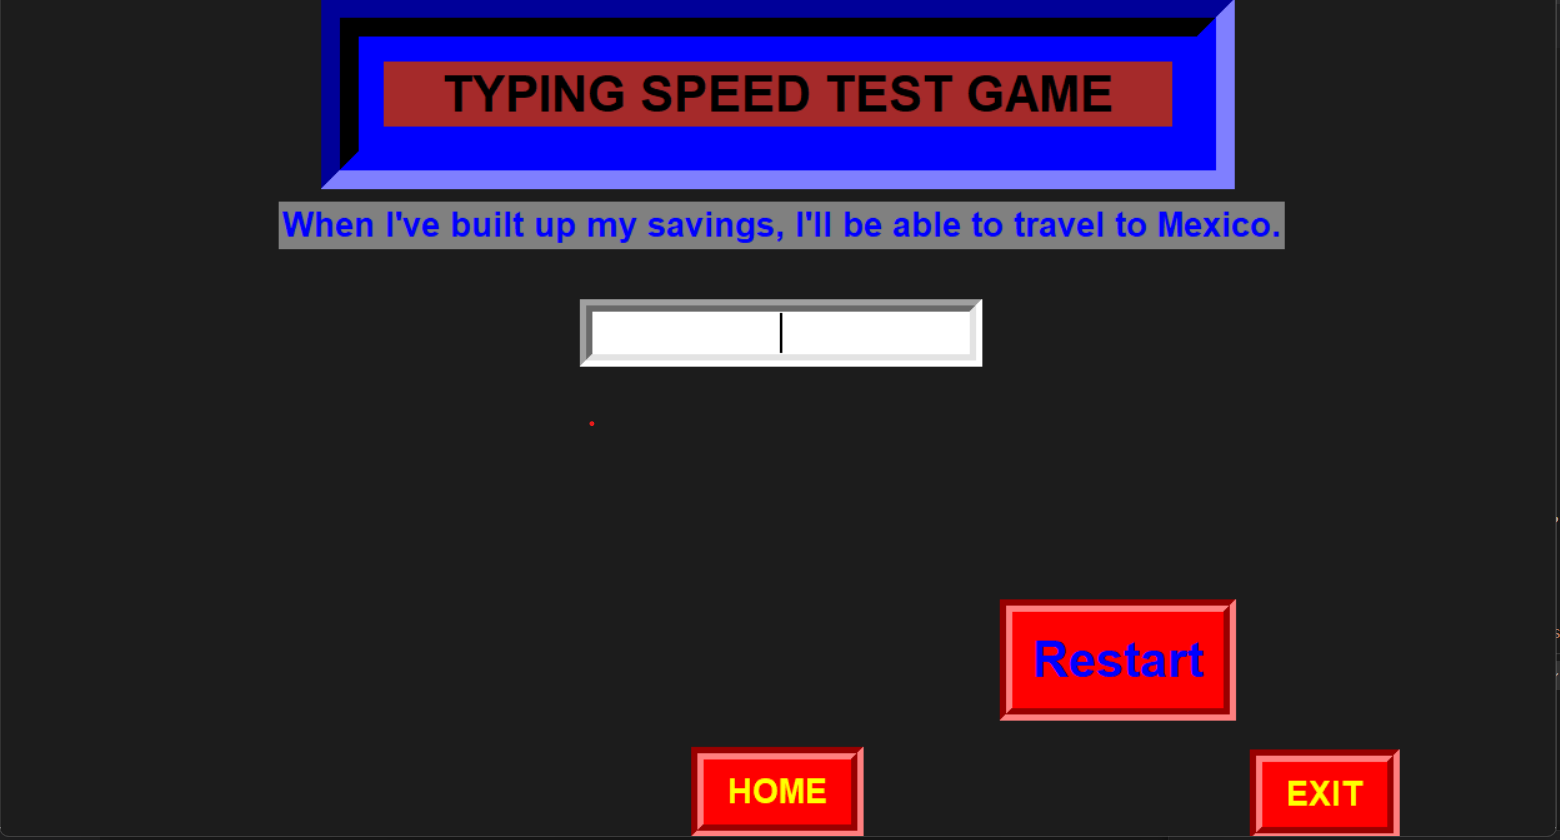 TYPING SPEED TEST GAME
When I've built up my savings, I'll be able to travel to Mexico.
Restart
HOME
EXIT